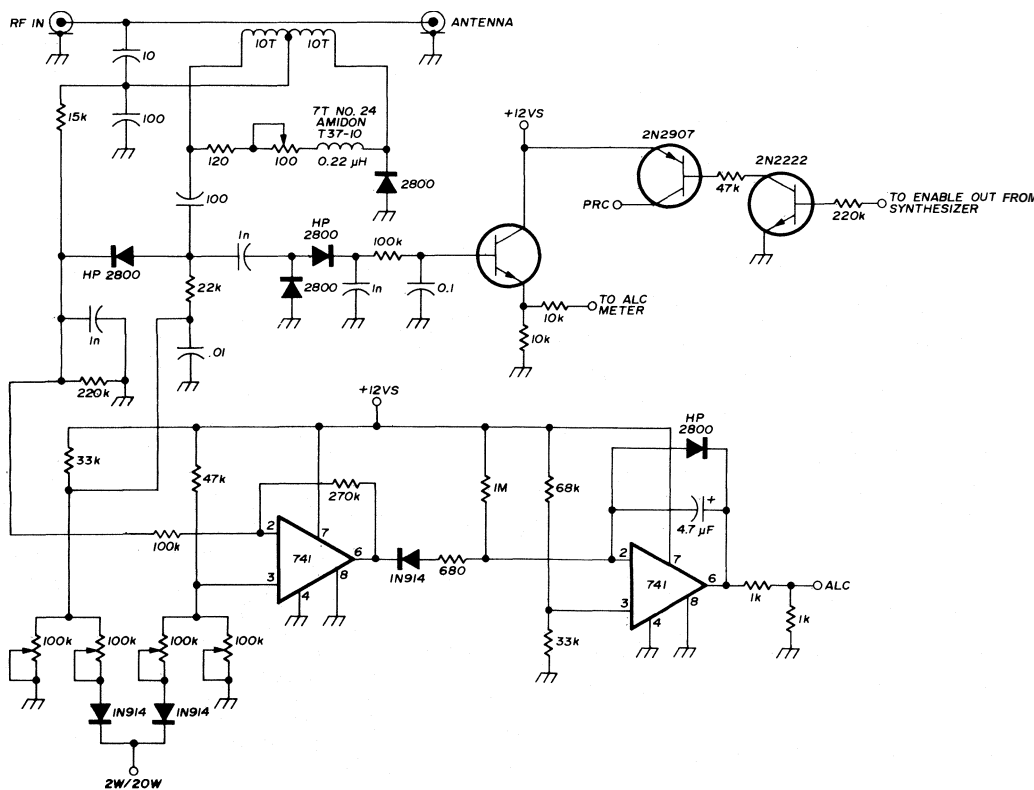 RF IN
ANTENNA
10T
10T
10
15k
100
7T NO. 24
AMIDON
T37-10
120
100
0.22 µH
2800
100
+12VS
2N2907
2N2222
47k
PRC
220k
TO ENABLE OUT FROM
SYNTHESIZER
HP 2800
1n
HP
2800
100k
2800
1n
0.1
22k
TO ALC
METER
10k
10k
1n
.01
220k
+12VS
HP
2800
33k
47k
270k
1M
68k
4.7 µF
+
100k
2
3
741
7
6
4
8
1N914
680
2
3
741
7
6
4
8
1k
ALC
1k
33k
100k
100k
100k
100k
1N914
1N914
2W/20W